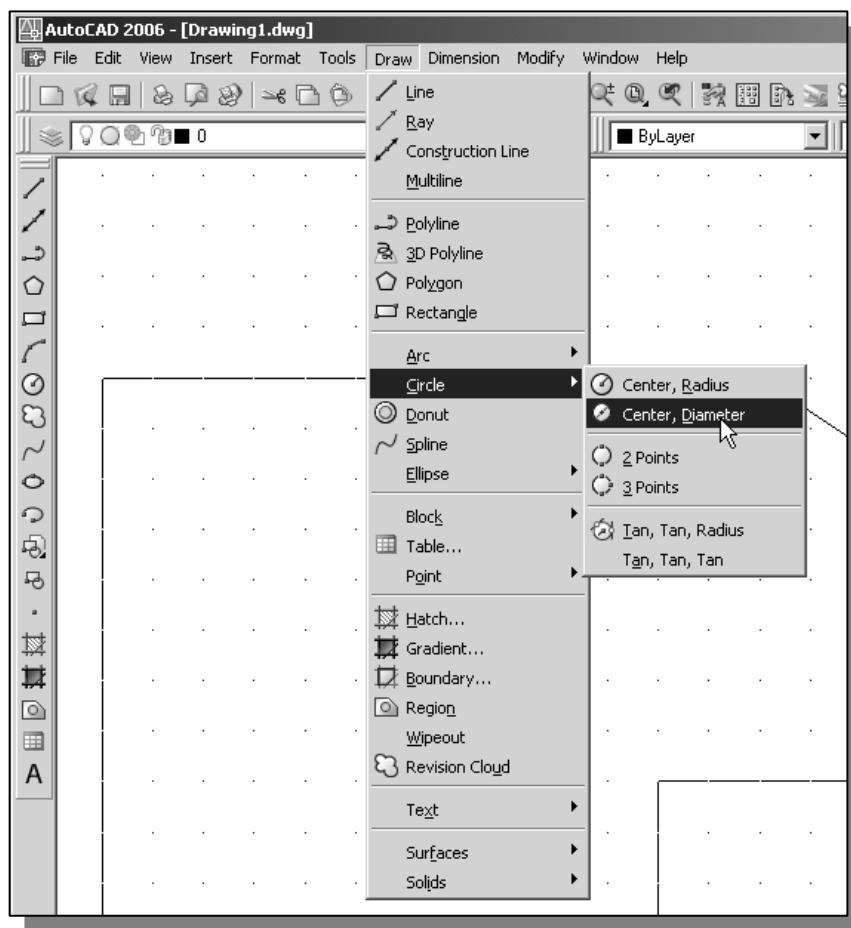 AutoCAD 2006 - [Drawing1.dwg]
File Edit View Insert Format Tools Draw Dimension Modify Window Help
0
ByLayer
Line
Ray
Construction Line
Multiline
Polyline
3D Polyline
Polygon
Rectangle
Arc
Circle
Donut
Spline
Ellipse
Block
Table...
Point
Hatch...
Gradient...
Boundary...
Region
Wipeout
Revision Cloud
Text
Surfaces
Solids
Center, Radius
Center, Diameter
2 Points
3 Points
Tan, Tan, Radius
Tan, Tan, Tan
A